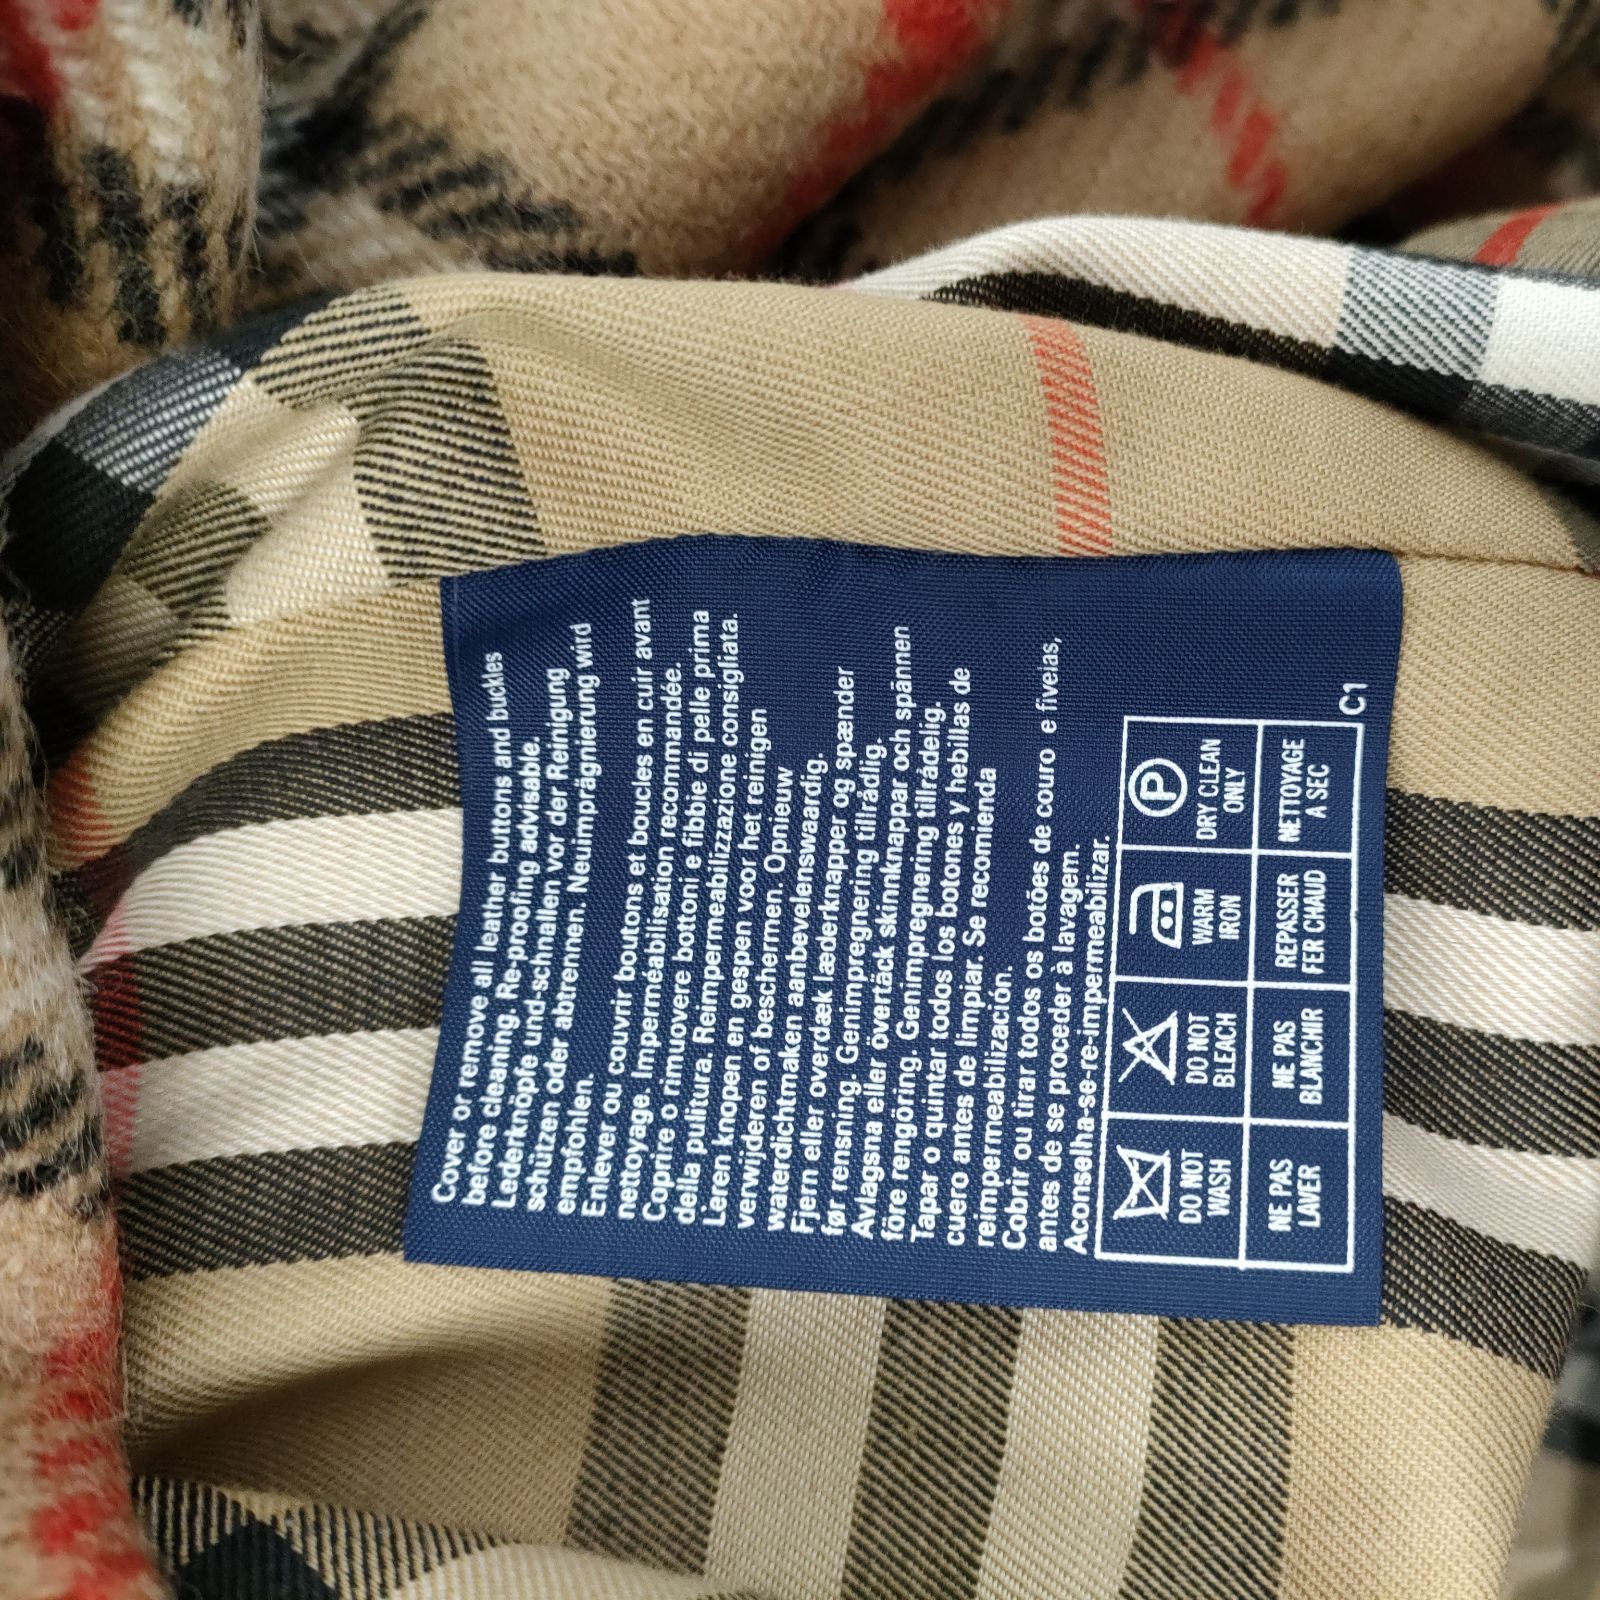 Cover or remove all leather buttons and buckles
before cleaning. Re-proofing advisable.
Lederknöpfe und-schnallen vor der Reinigung
schützen oder abtrennen. Neuimprägnierung wird
empfohlen.
Enlever ou couvrir boutons et boucles en cuir avant
nettoyage. Imperméabilisation recommandée.
Coprire o rimuovere bottoni e fibbie di pelle prima
della pulitura. Reimpermeabilizzazione consigliata.
Leren knopen en gespen voor het reinigen
verwijderen of beschermen. Opnieuw
waterdichtmaken aanbevelenswaardig.
Fjern eller overdæk læderknapper og spænder
før rensning. Genimpregnering tilrådlig.
Avlagsna eller övertäck skinnknappar och spännen
före rengöring. Genimpregnering tillrådelig.
Tapar o quintar todos los botones y hebillas de
cuero antes de limpiar. Se recomienda
reimpermeabilización.
Cobrir ou tirar todos os botões de couro e fivelas,
antes de se proceder à lavagem.
Aconselha-se-re-impermeabilizar.
DO NOT WASH
DO NOT BLEACH
WARM IRON
P
DRY CLEAN ONLY
NE PAS LAVER
NE PAS BLANCHIR
REPASSER FER CHAUD
NETTOYAGE A SEC
C1